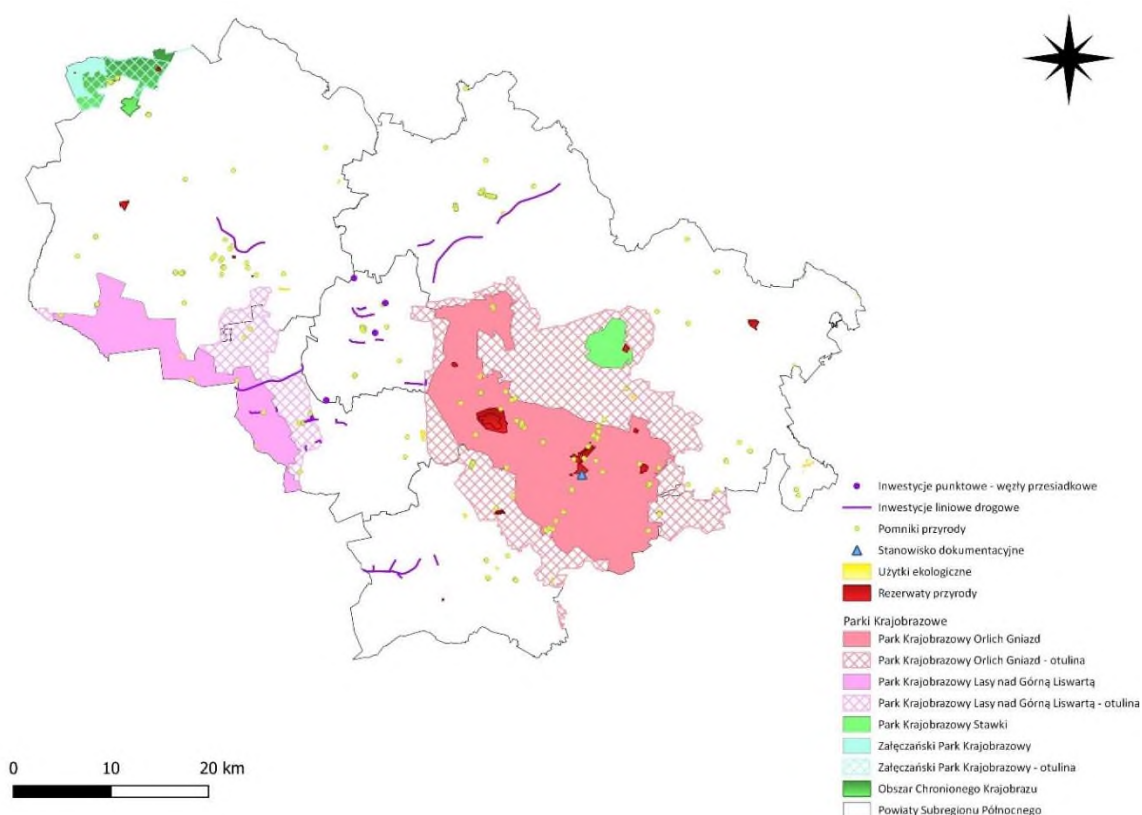 Inwestycje punktowe - węzły przesiadkowe
Inwestycje liniowe drogowe
Pomniki przyrody
Stanowisko dokumentacyjne
Użytki ekologiczne
Rezerwaty przyrody
Parki Krajobrazowe
Park Krajobrazowy Orlich Gniazd
Park Krajobrazowy Orlich Gniazd - otulina
Park Krajobrazowy Lasy nad Górną Liswartą
Park Krajobrazowy Lasy nad Górną Liswartą - otulina
Park Krajobrazowy Stawki
Załęczański Park Krajobrazowy
Załęczański Park Krajobrazowy - otulina
Obszar Chronionego Krajobrazu
Powiaty Subregionu Północnego
0 10 20 km